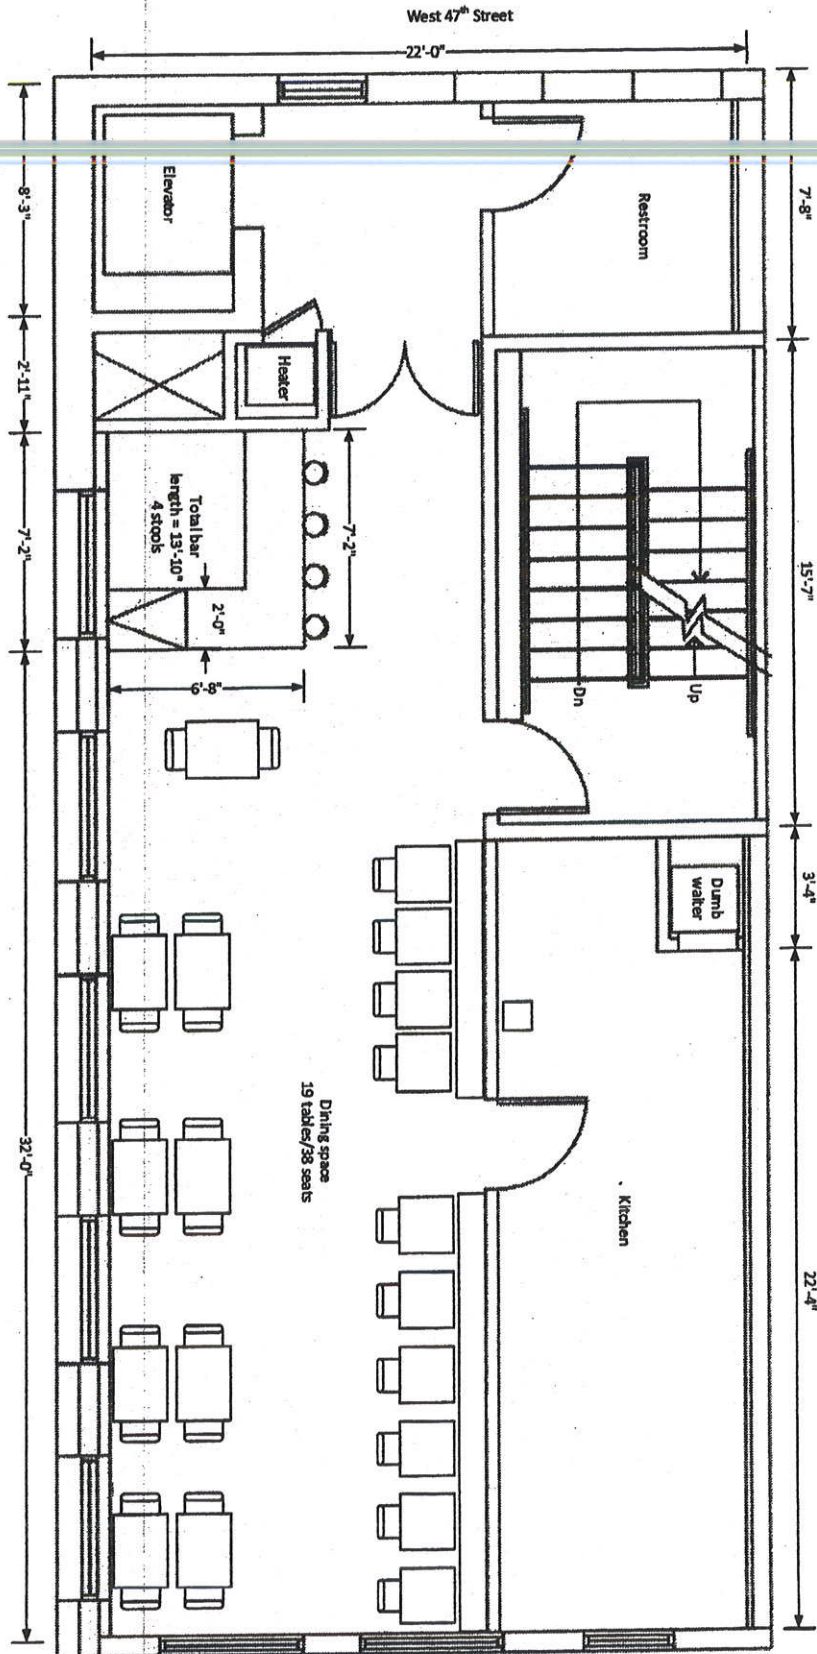 West 47th Street
22'-0"
7'-8"
8'-3"
Elevator
Restroom
2'-11"
Heater
15'-7"
7'-2"
7'-2"
Total bar
length = 13'-10"
4 stools
2'-0"
6'-8"
Up
Dn
3'-4"
Dumb
waiter
Dining space
19 tables/38 seats
Kitchen
32'-0"
22'-4"